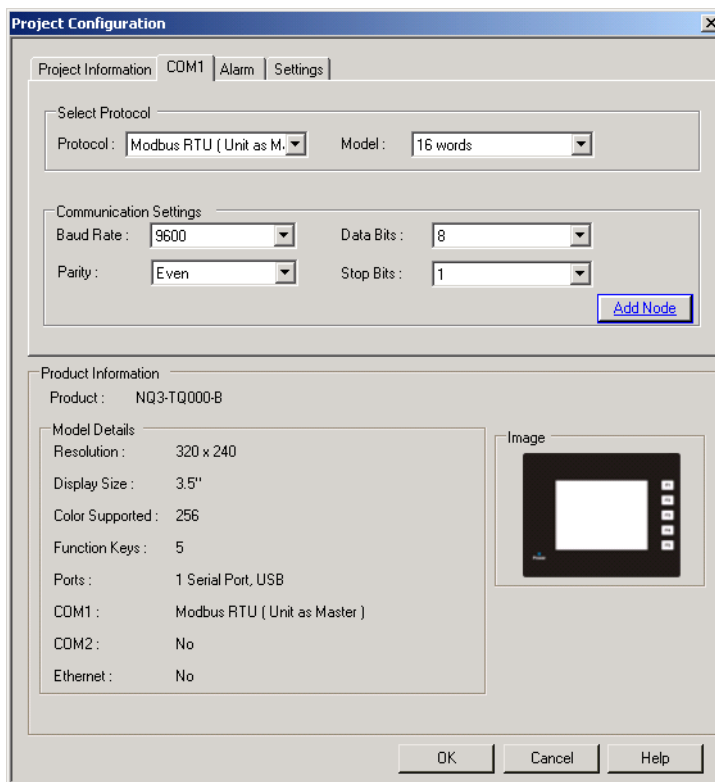 Project Configuration
Project Information COM1 Alarm Settings
Select Protocol
Protocol : Modbus RTU ( Unit as M Model : 16 words
Communication Settings
Baud Rate : 9600 Data Bits : 8
Parity : Even Stop Bits : 1
Add Node
Product Information
Product : NQ3-TQ000-B
Model Details
Image
Resolution : 320 x 240
Display Size : 3.5"
Color Supported : 256
Function Keys : 5
Ports : 1 Serial Port, USB
COM1 : Modbus RTU ( Unit as Master )
COM2 : No
Ethernet : No
OK Cancel Help